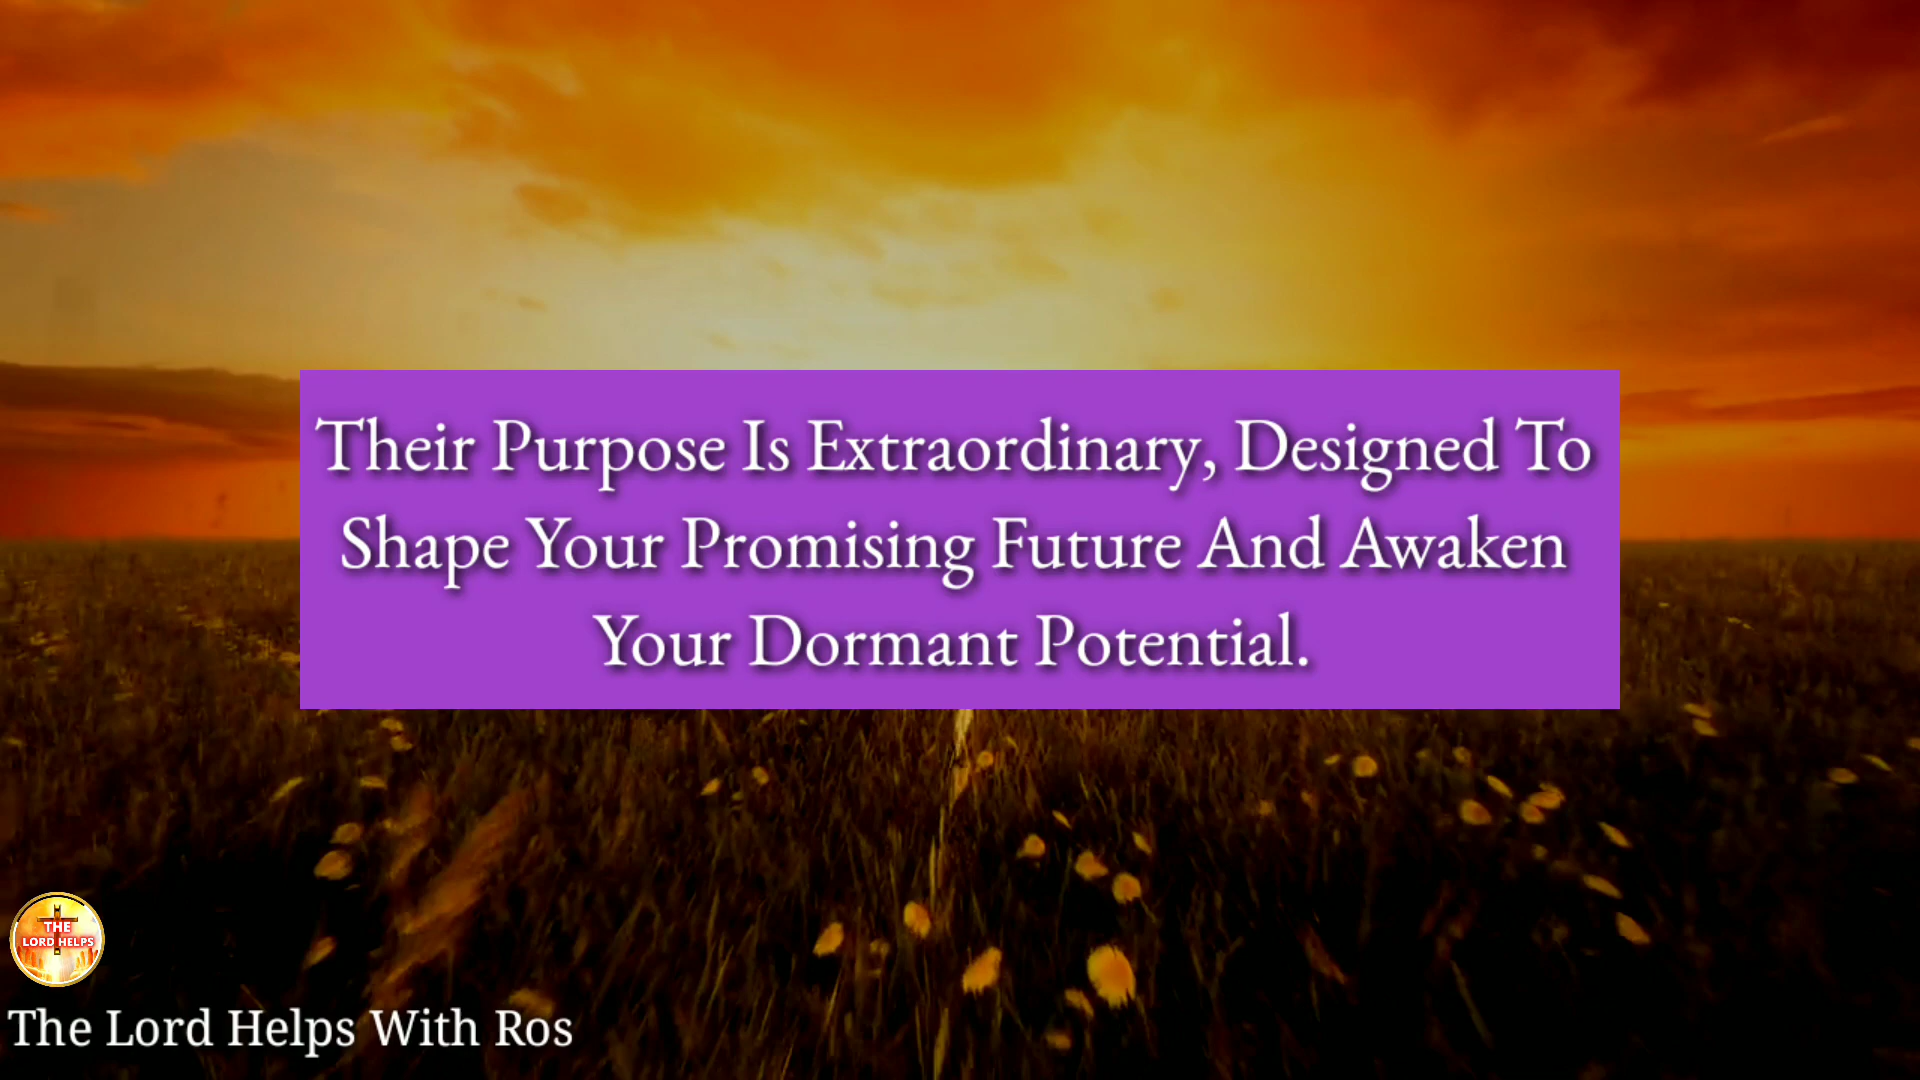 Their Purpose Is Extraordinary, Designed To
Shape Your Promising Future And Awaken
Your Dormant Potential.
THE
LORD HELPS
The Lord Helps With Ros